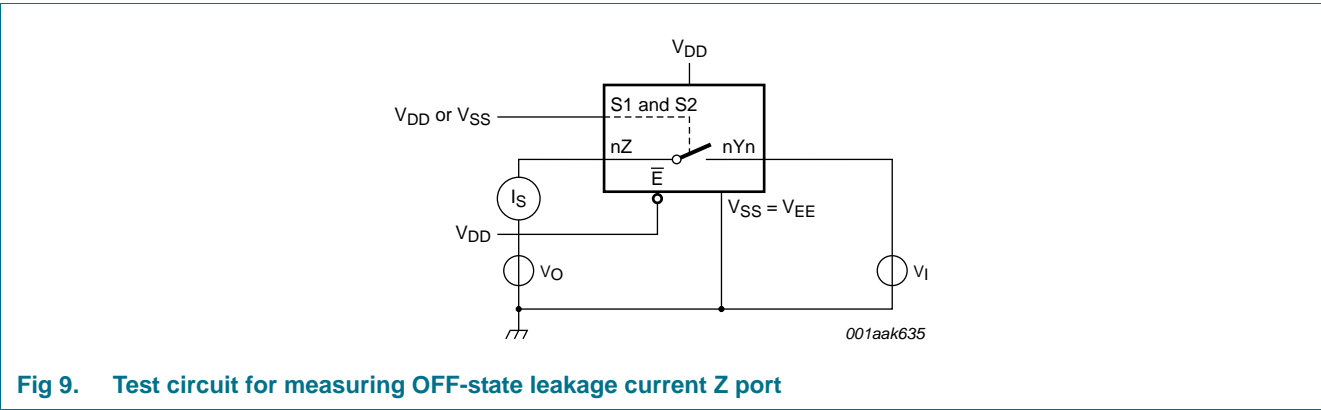 VDD
VDD or VSS
S1 and S2
nZ
nYn
E̅
IS
VSS = VEE
VDD
VO
VI
001aak635
Fig 9. Test circuit for measuring OFF-state leakage current Z port